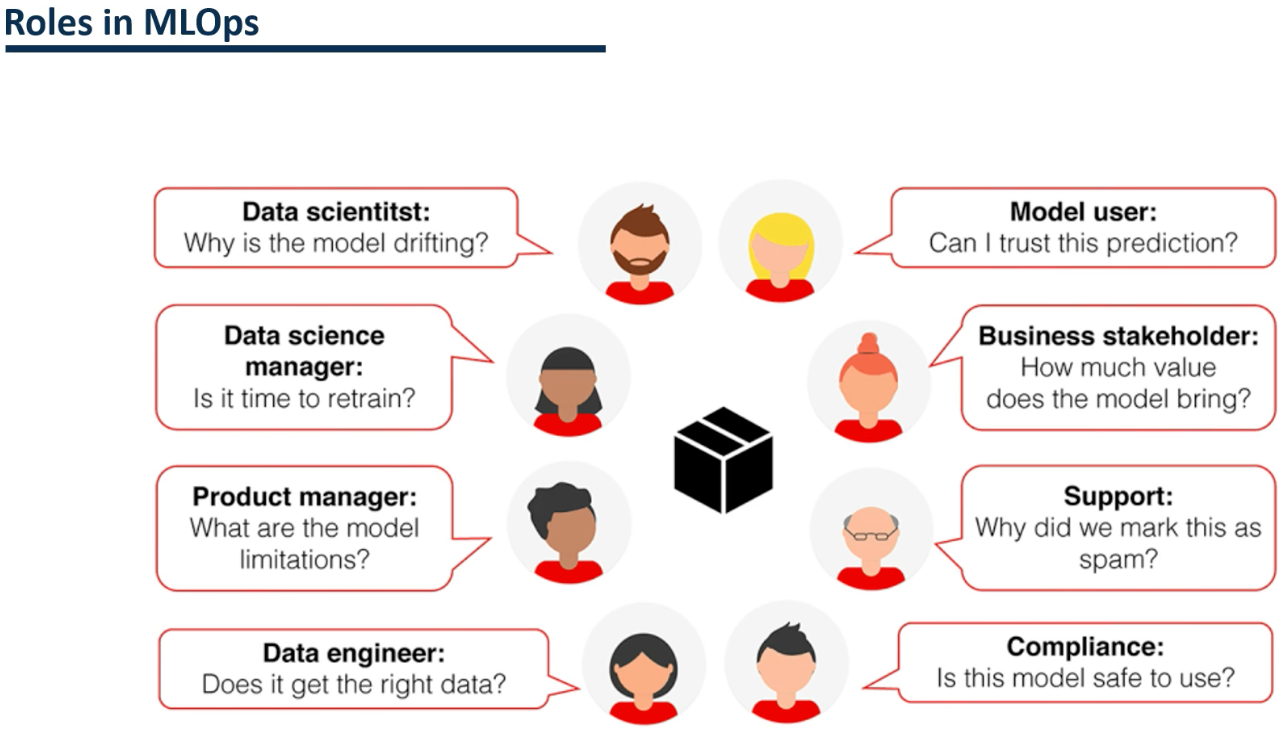 Roles in MLOps
Data scientitst:
Why is the model drifting?
Model user:
Can I trust this prediction?
Data science
manager:
Is it time to retrain?
Business stakeholder:
How much value
does the model bring?
Product manager:
What are the model
limitations?
Support:
Why did we mark this as
spam?
Data engineer:
Does it get the right data?
Compliance:
Is this model safe to use?